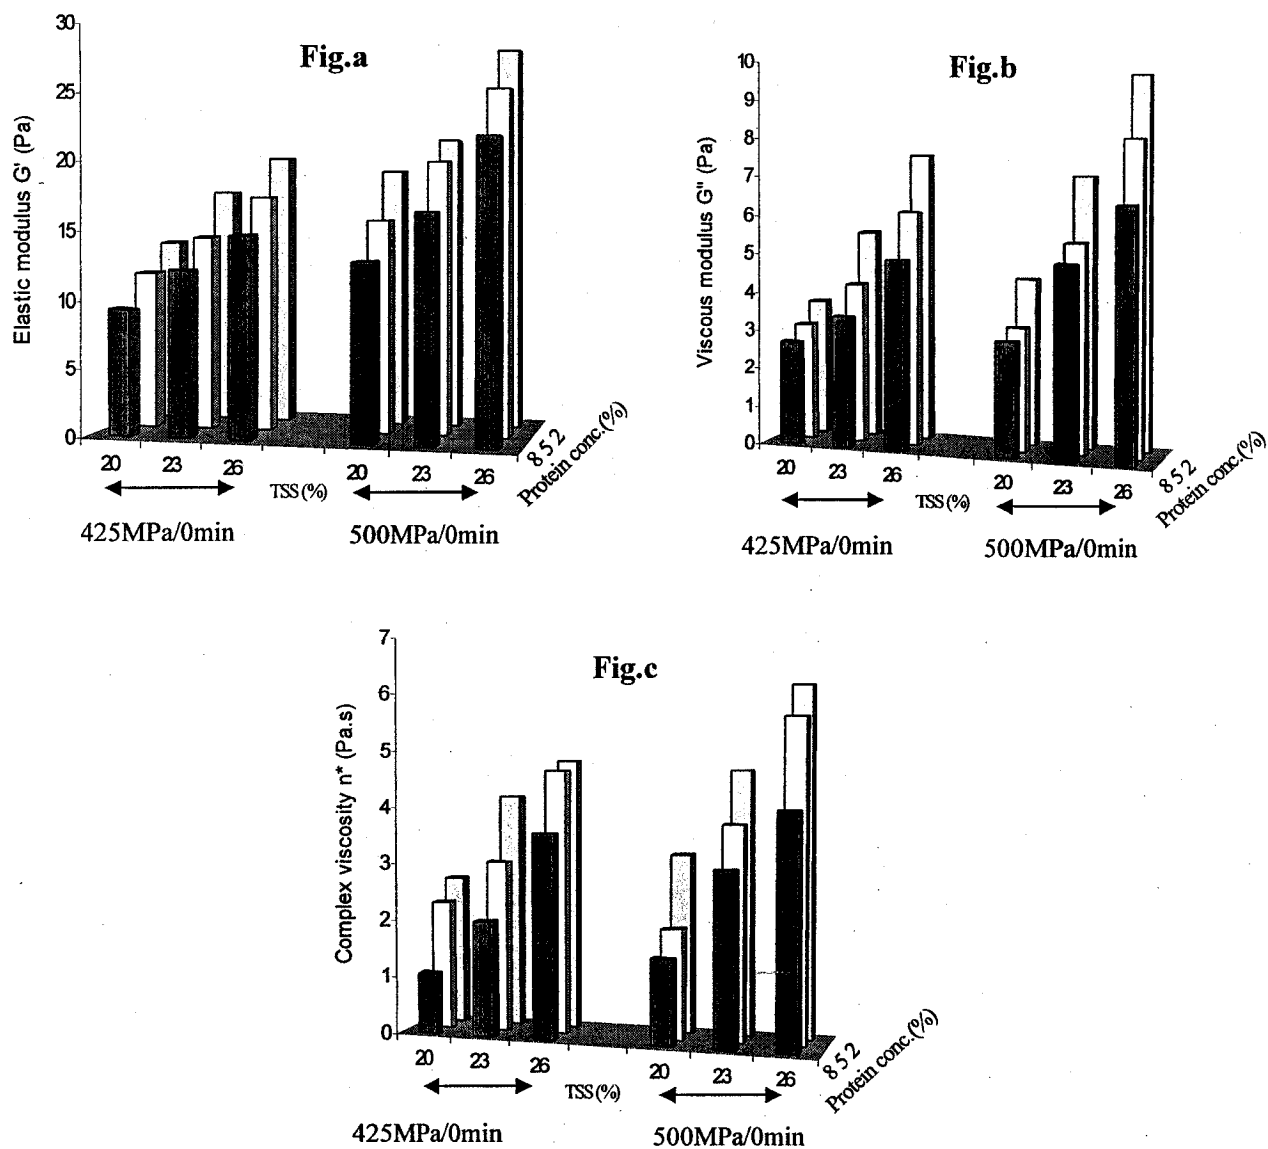 Fig.a
Elastic modulus G' (Pa)
30
25
20
15
10
5
0
20 23 26 20 23 26
TSS (%)
8 5 2
Protein conc.(%)
425MPa/0min 500MPa/0min
Fig.b
Viscous modulus G" (Pa)
10
9
8
7
6
5
4
3
2
1
0
20 23 26 20 23 26
TSS (%)
8 5 2
Protein conc.(%)
425MPa/0min 500MPa/0min
Fig.c
Complex viscosity n* (Pa.s)
7
6
5
4
3
2
1
0
20 23 26 20 23 26
TSS (%)
8 5 2
Protein conc.(%)
425MPa/0min 500MPa/0min